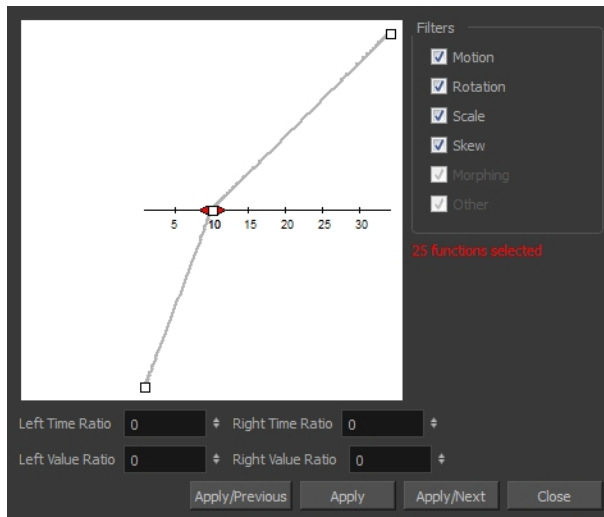 Filters
Motion
Rotation
Scale
Skew
Morphing
Other
5 10 15 20 25 30
25 functions selected
Left Time Ratio 0 Right Time Ratio 0
Left Value Ratio 0 Right Value Ratio 0
Apply/Previous Apply Apply/Next Close